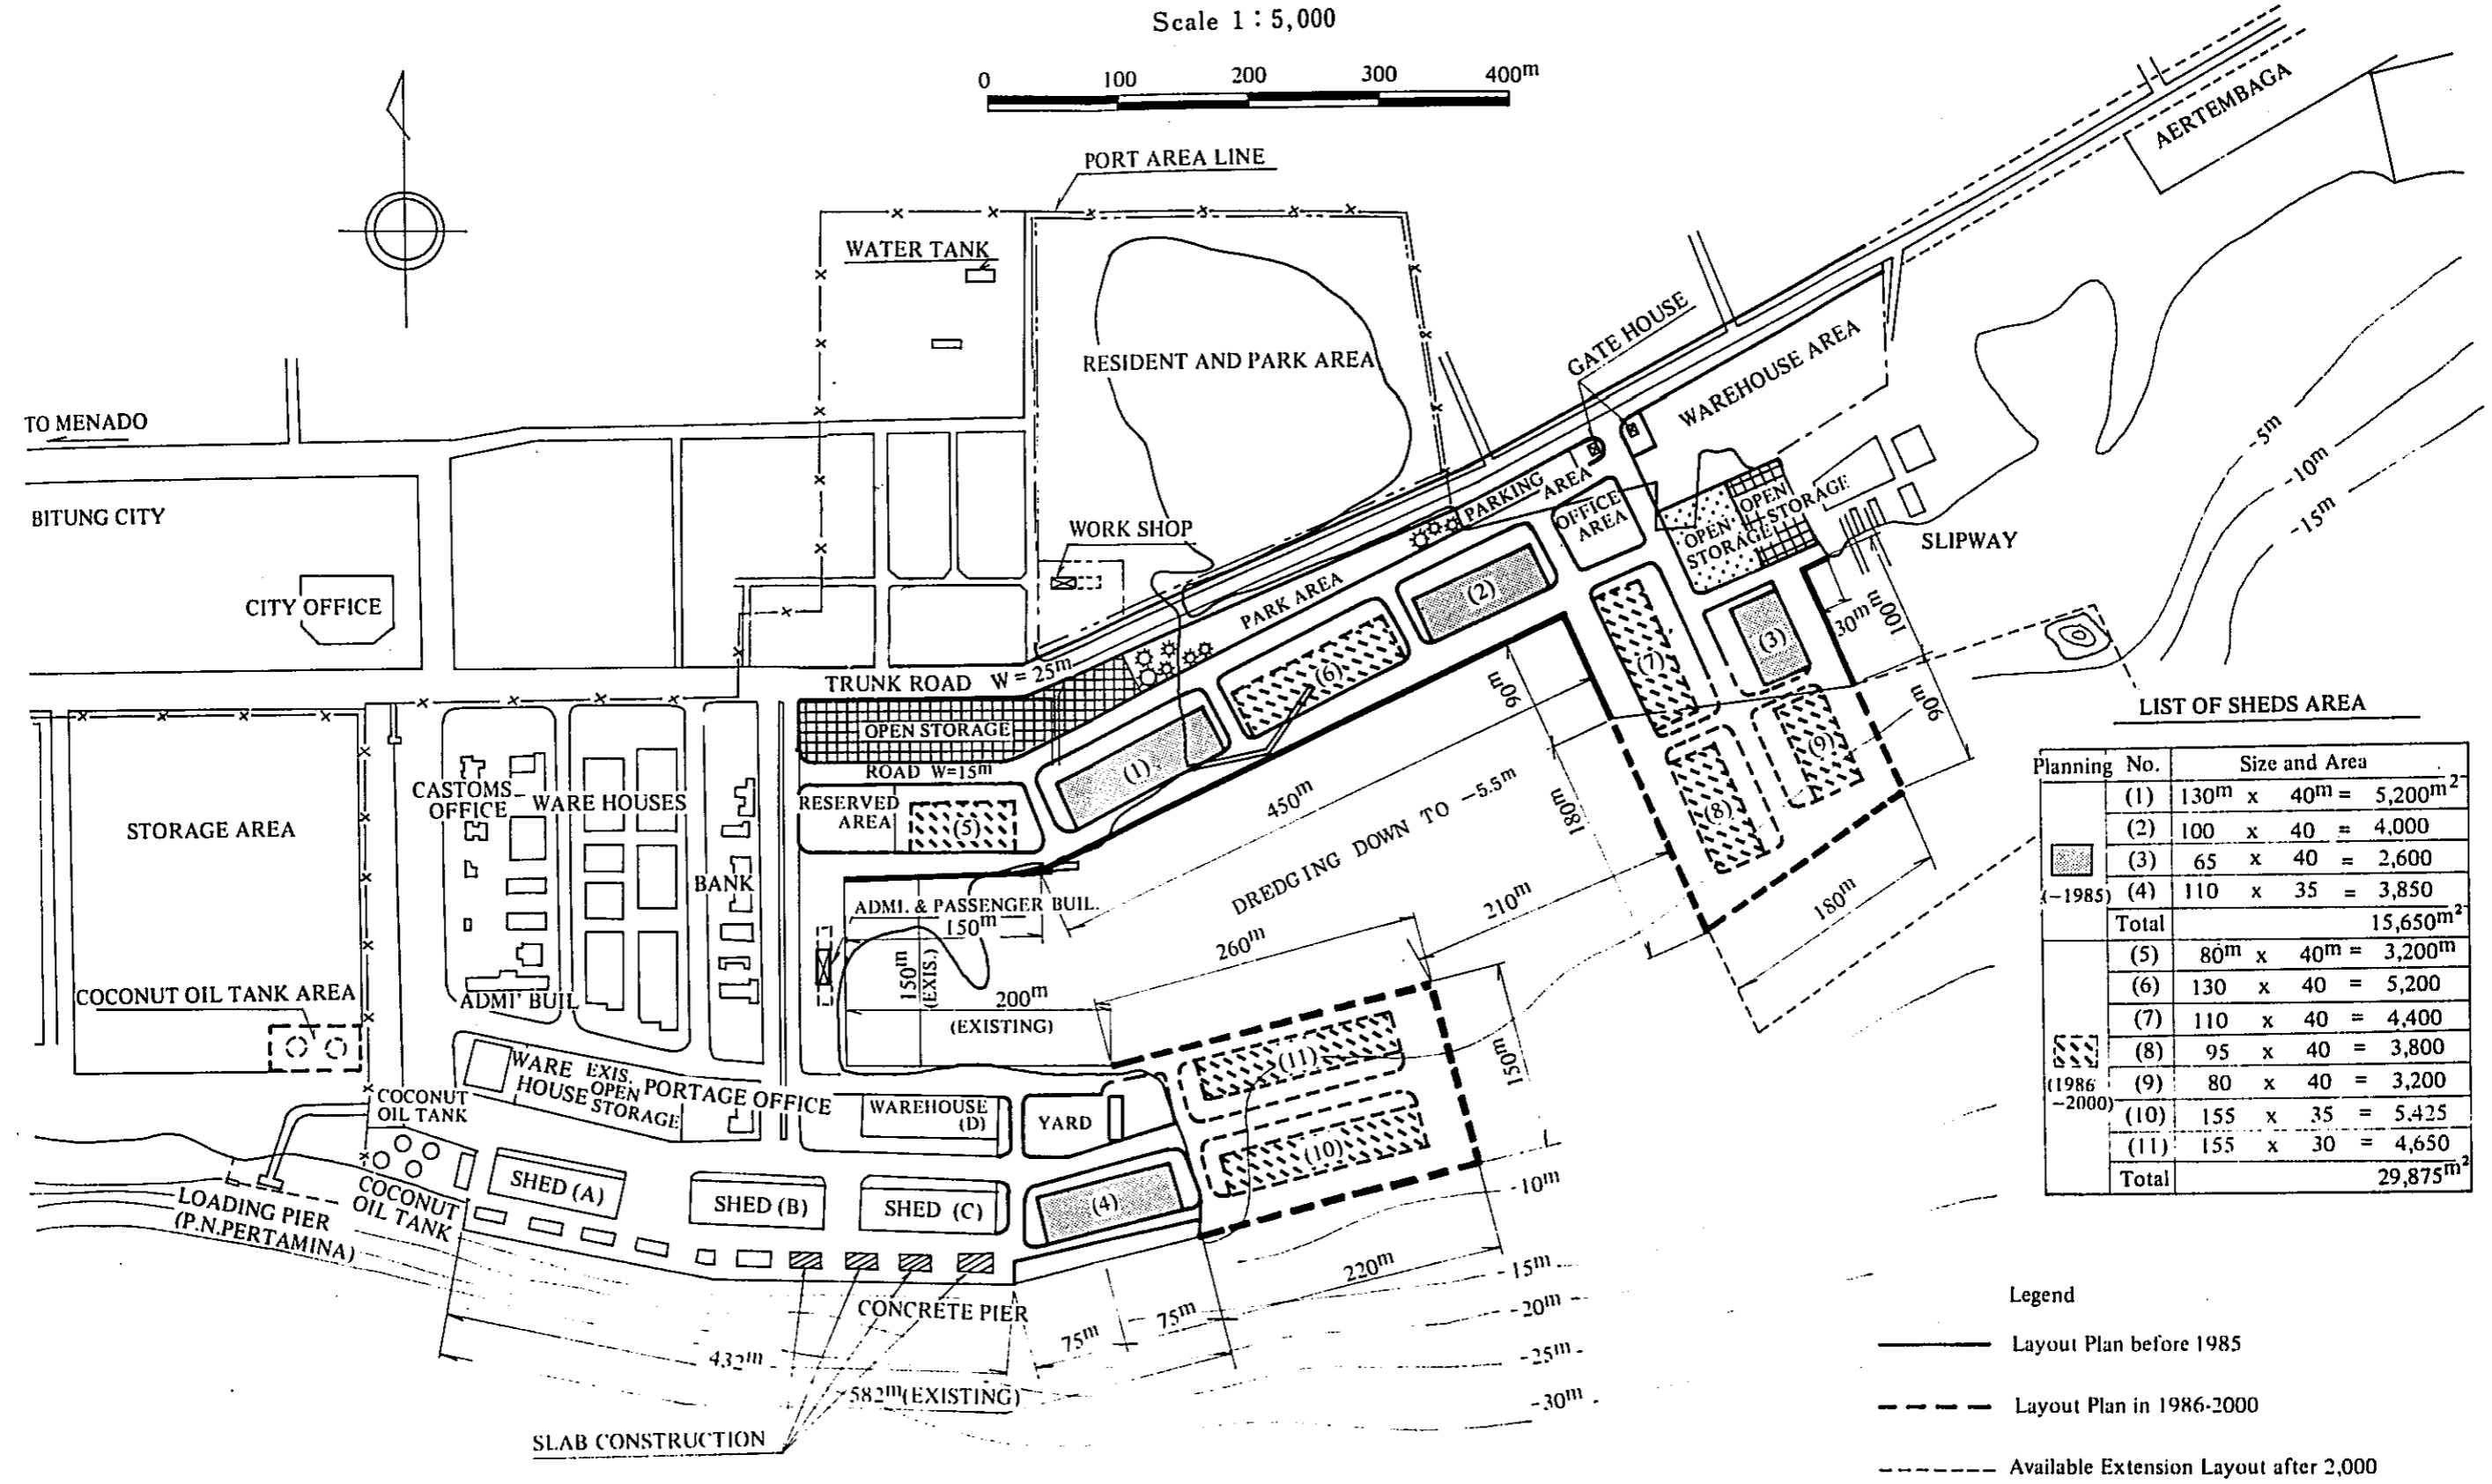 Scale 1 : 5,000
0 100 200 300 400m
PORT AREA LINE
WATER TANK
RESIDENT AND PARK AREA
AERTEMBAGA
GATE HOUSE
WAREHOUSE AREA
TO MENADO
BITUNG CITY
CITY OFFICE
WORK SHOP
PARKING
AREA
OFFICE
AREA
OPEN
STORAGE
OPEN
STORAGE
SLIPWAY
-5m
-10m
-15m
PARK AREA
TRUNK ROAD W = 25m
OPEN STORAGE
ROAD W=15m
RESERVED
AREA
(1)
(2)
(3)
(5)
(6)
(7)
(8)
(9)
30m
100m
90m
90m
180m
450m
DREDGING DOWN TO -5.5m
210m
180m
STORAGE AREA
CASTOMS
OFFICE
WARE HOUSES
BANK
ADMI. & PASSENGER BUIL.
150m
150m
(EXIS.)
200m
(EXISTING)
260m
150m
COCONUT OIL TANK AREA
ADMI' BUIL
WARE
HOUSE
EXIS.
OPEN
STORAGE
PORTAGE OFFICE
WAREHOUSE
(D)
YARD
(11)
(10)
(4)
COCONUT
OIL TANK
COCONUT
OIL TANK
LOADING PIER
(P.N.PERTAMINA)
SHED (A)
SHED (B)
SHED (C)
CONCRETE PIER
432m
582m (EXISTING)
75m
75m
220m
-10m
-15m
-20m
-25m
-30m
SLAB CONSTRUCTION
LIST OF SHEDS AREA
Planning No. Size and Area
(1) 130m x 40m = 5,200m2
(2) 100 x 40 = 4,000
(3) 65 x 40 = 2,600
(-1985) (4) 110 x 35 = 3,850
Total 15,650m2
(5) 80m x 40m = 3,200m
(6) 130 x 40 = 5,200
(7) 110 x 40 = 4,400
(8) 95 x 40 = 3,800
(1986 (9) 80 x 40 = 3,200
-2000) (10) 155 x 35 = 5,425
(11) 155 x 30 = 4,650
Total 29,875m2
Legend
Layout Plan before 1985
Layout Plan in 1986-2000
Available Extension Layout after 2,000